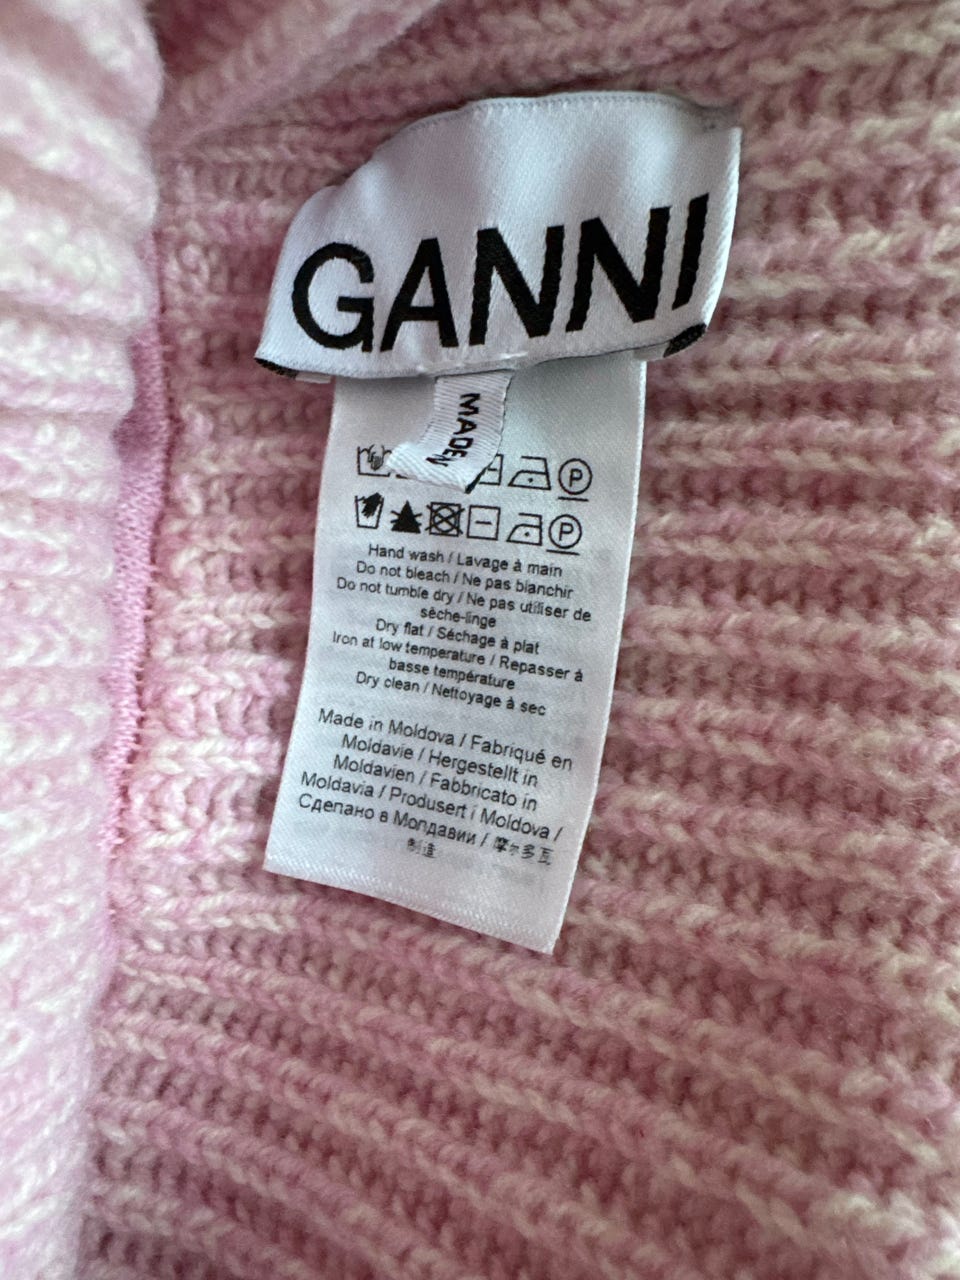 GANNI
MADE
P
P
Hand wash / Lavage à main
Do not bleach / Ne pas blanchir
Do not tumble dry / Ne pas utiliser de
sèche-linge
Dry flat / Séchage à plat
Iron at low temperature / Repasser à
basse température
Dry clean / Nettoyage à sec
Made in Moldova / Fabriqué en
Moldavie / Hergestellt in
Moldavien / Fabbricato in
Moldavia / Produsert i Moldova /
Сделано в Молдавии / 摩尔多瓦
制造